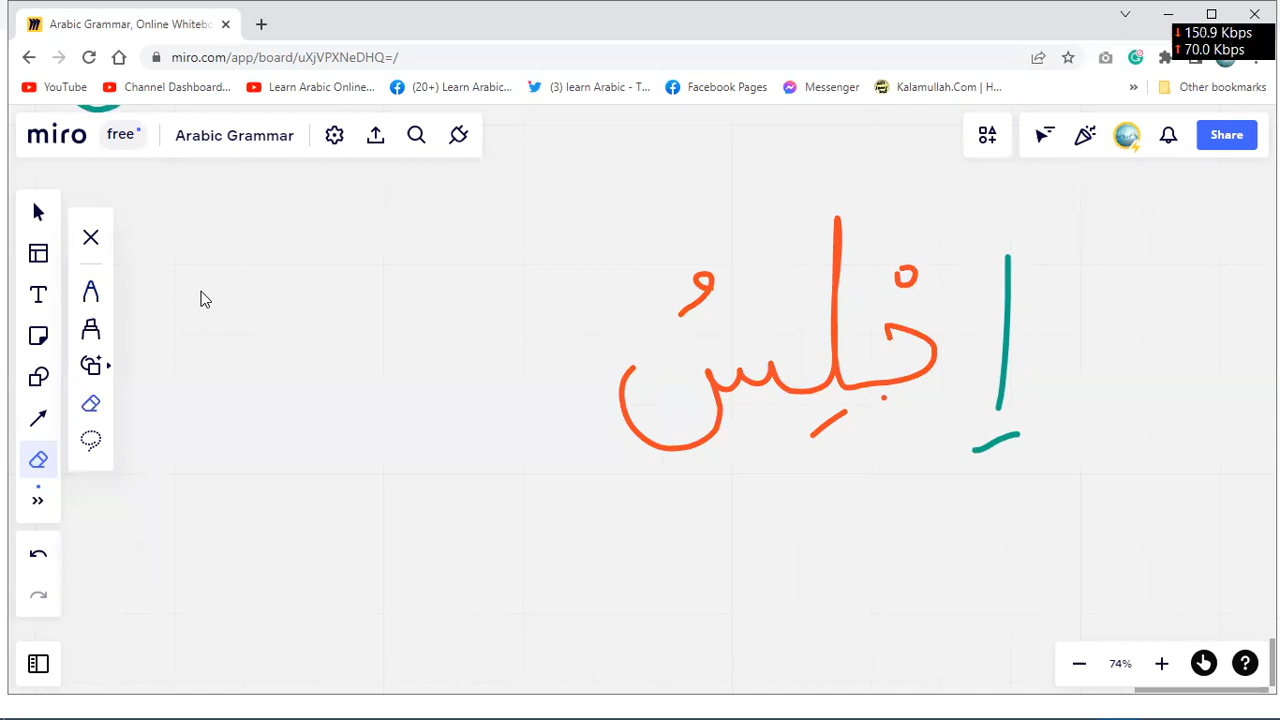 Arabic Grammar, Online Whitebo
150.9 Kbps
70.0 Kbps
miro.com/app/board/uXjVPXNeDHQ=/
YouTube Channel Dashboard... Learn Arabic Online... (20+) Learn Arabic... (3) learn Arabic - T... Facebook Pages Messenger Kalamullah.Com | H... » Other bookmarks
miro free Arabic Grammar Share
اِجْلِسُ
74%